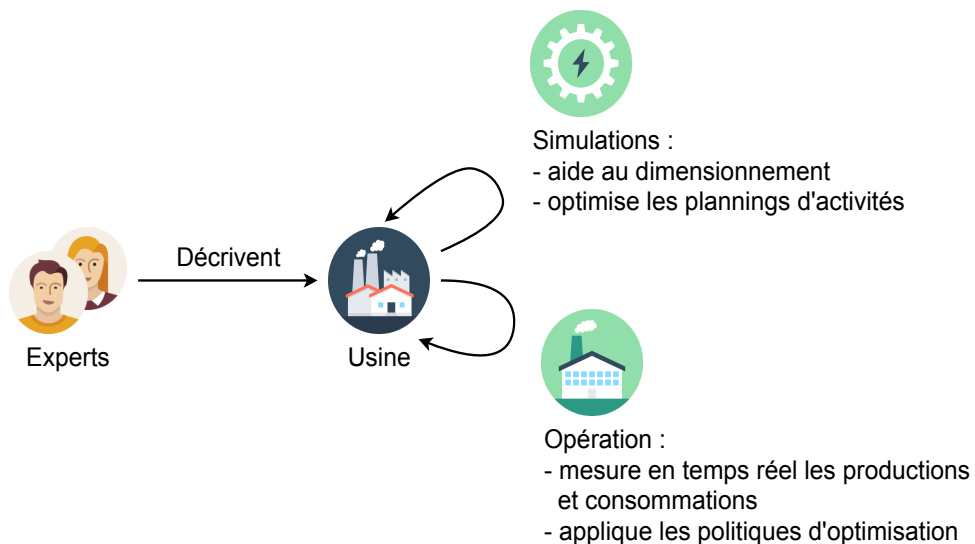 Simulations :
- aide au dimensionnement
- optimise les plannings d'activités
Décrivent
Experts
Usine
Opération :
- mesure en temps réel les productions
et consommations
- applique les politiques d'optimisation